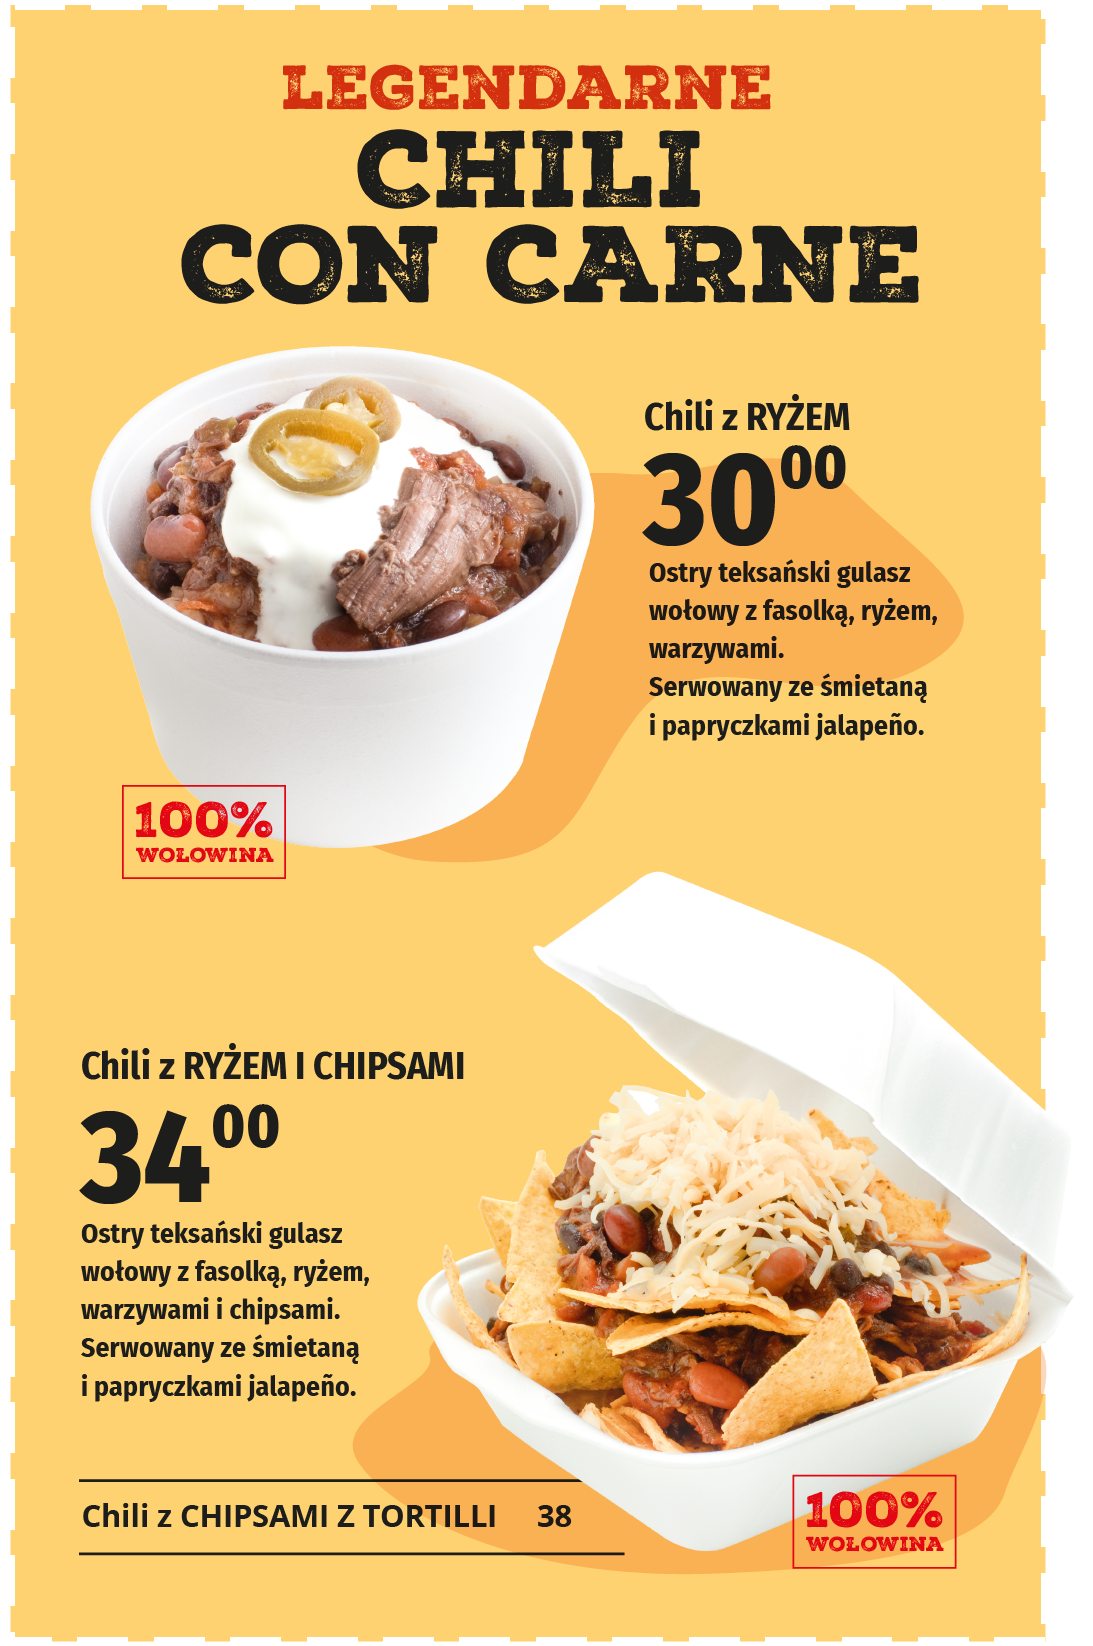 LEGENDARNE
CHILI
CON CARNE
Chili z RYŻEM
30⁰⁰
Ostry teksański gulasz
wołowy z fasolką, ryżem,
warzywami.
Serwowany ze śmietaną
i papryczkami jalapeño.
100%
WOŁOWINA
Chili z RYŻEM I CHIPSAMI
34⁰⁰
Ostry teksański gulasz
wołowy z fasolką, ryżem,
warzywami i chipsami.
Serwowany ze śmietaną
i papryczkami jalapeño.
Chili z CHIPSAMI Z TORTILLI 38
100%
WOŁOWINA